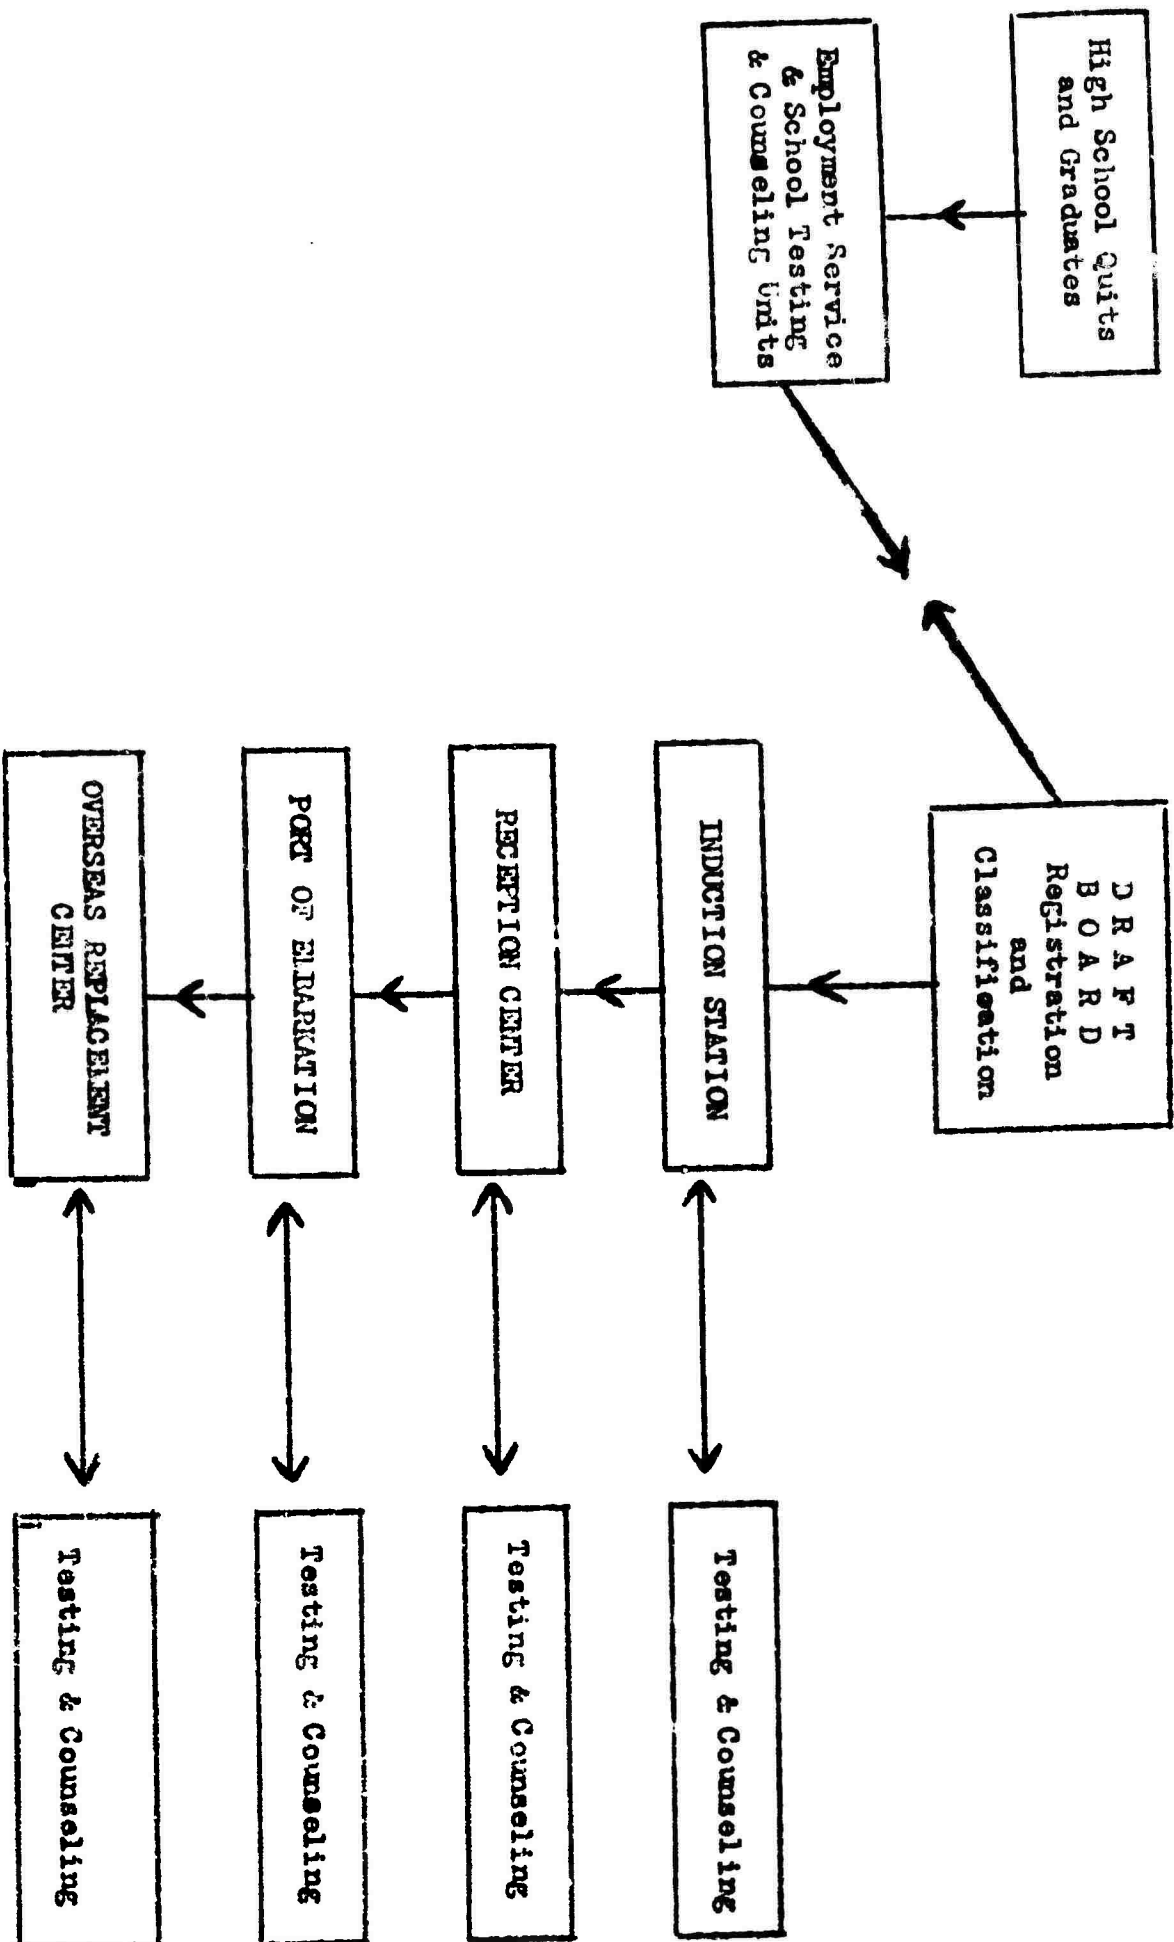 High School Quits
and Graduates
D R A F T
B O A R D
Registration
and
Classification
Employment Service
& School Testing
& Counseling Units
INDUCTION STATION
Testing & Counseling
RECEPTION CENTER
Testing & Counseling
PORT OF EMBARKATION
Testing & Counseling
OVERSEAS REPLACEMENT
CENTER
Testing & Counseling